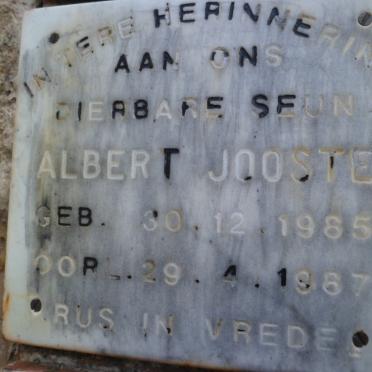 IN TERE HERINNERIN
AAN ONS
DIERBARE SEUN
ALBERT JOOSTE
GEB. 30.12.1985
OORL. 29.4.1987
RUS IN VREDE